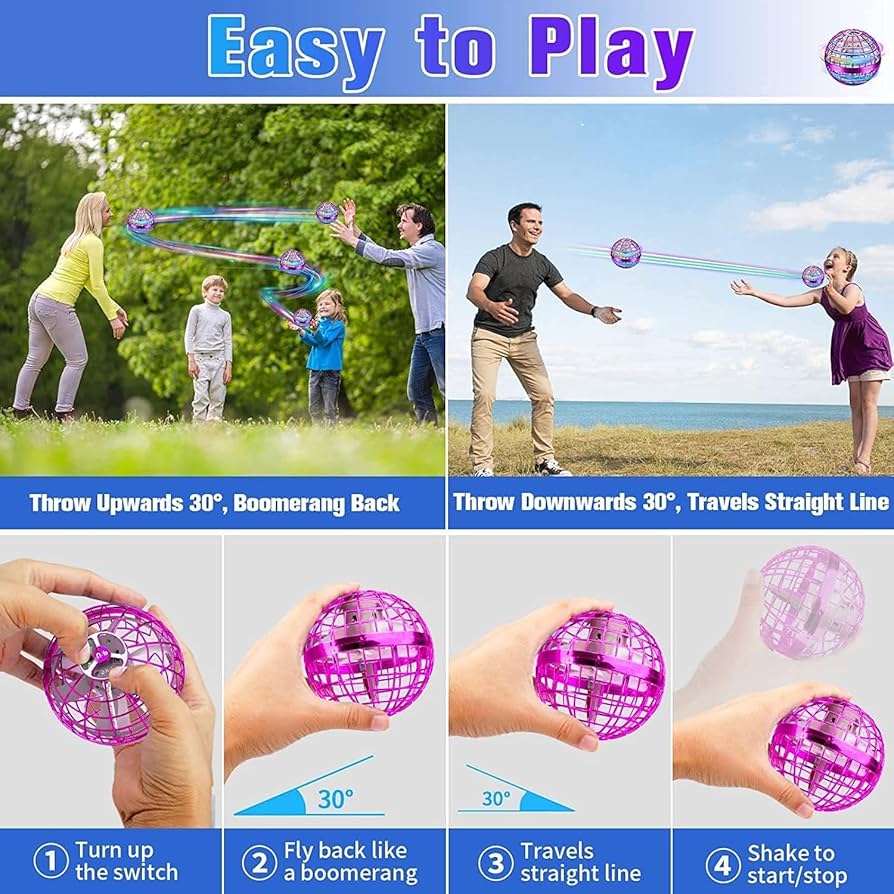 Easy to Play
Throw Upwards 30°, Boomerang Back
Throw Downwards 30°, Travels Straight Line
30°
30°
1 Turn up
the switch
2 Fly back like
a boomerang
3 Travels
straight line
4 Shake to
start/stop